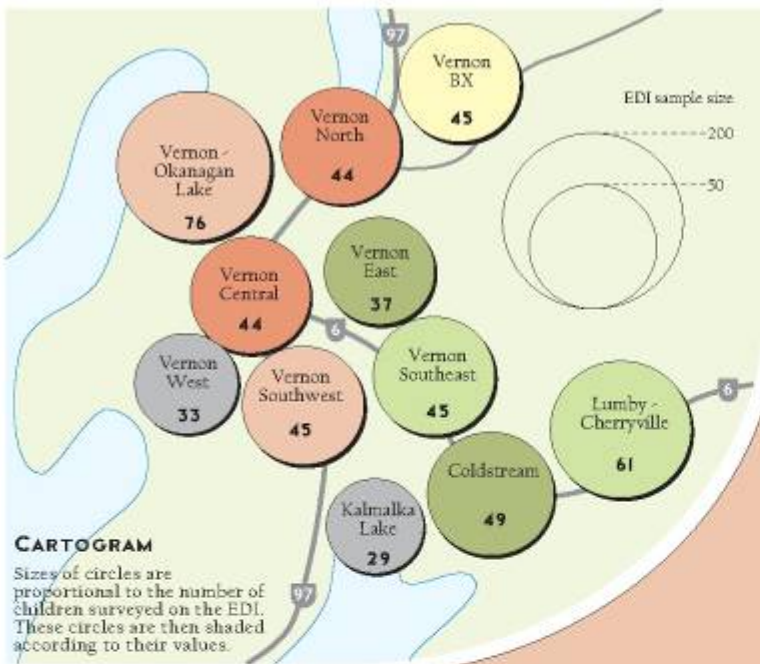 97
Vernon
BX
45
EDI sample size
200
50
Vernon
North
44
Vernon -
Okanagan
Lake
76
Vernon
East
37
Vernon
Central
44
6
Vernon
West
33
Vernon
Southwest
45
Vernon
Southeast
45
Lumby -
Cherryville
61
6
Coldstream
49
Kalmalka
Lake
29
97
CARTOGRAM
Sizes of circles are
proportional to the number of
children surveyed on the EDI.
These circles are then shaded
according to their values.